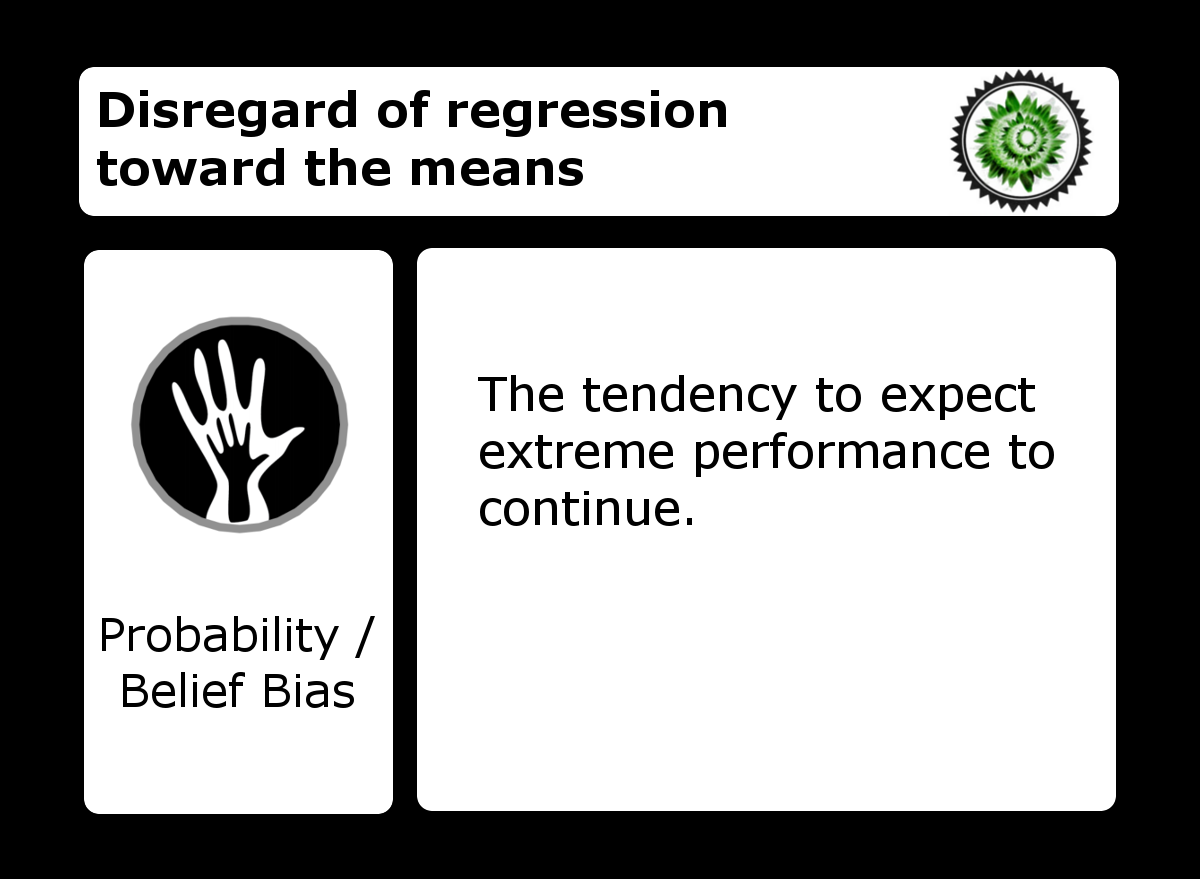 Disregard of regression
toward the means
Probability /
Belief Bias
The tendency to expect
extreme performance to
continue.